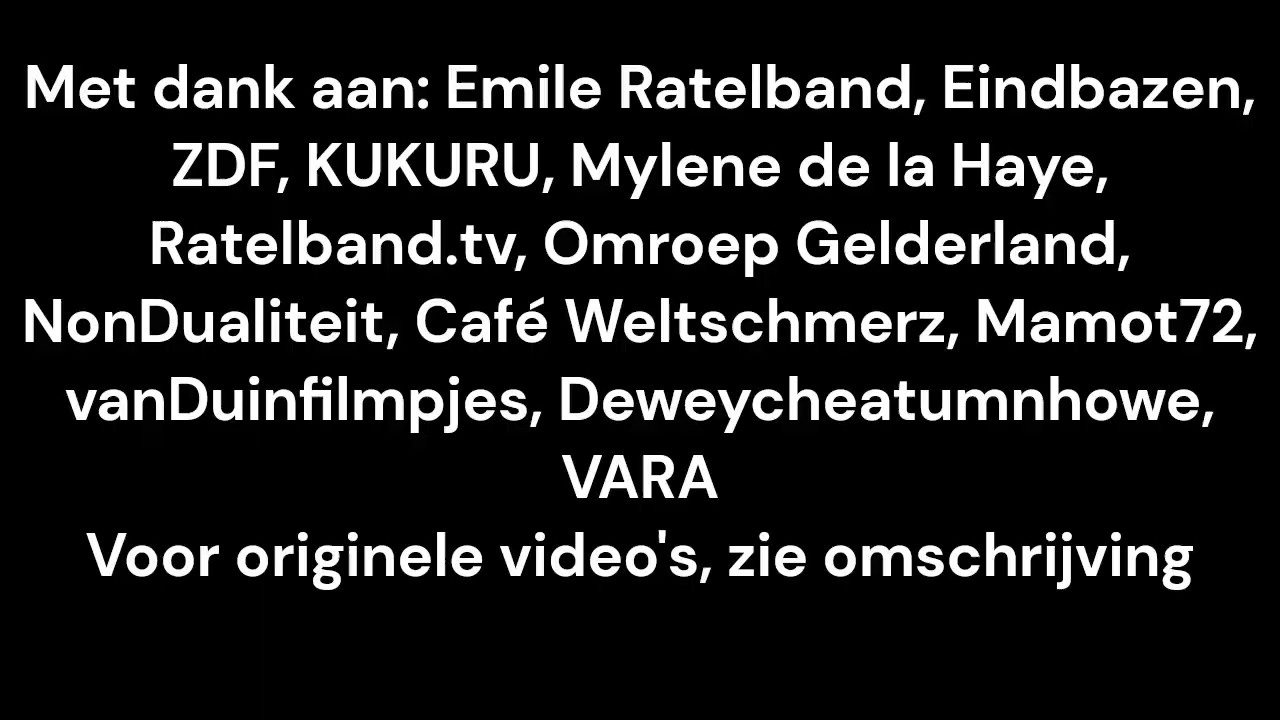 Met dank aan: Emile Ratelband, Eindbazen,
ZDF, KUKURU, Mylene de la Haye,
Ratelband.tv, Omroep Gelderland,
NonDualiteit, Café Weltschmerz, Mamot72,
vanDuinfilmpjes, Deweycheatumnhowe,
VARA
Voor originele video's, zie omschrijving